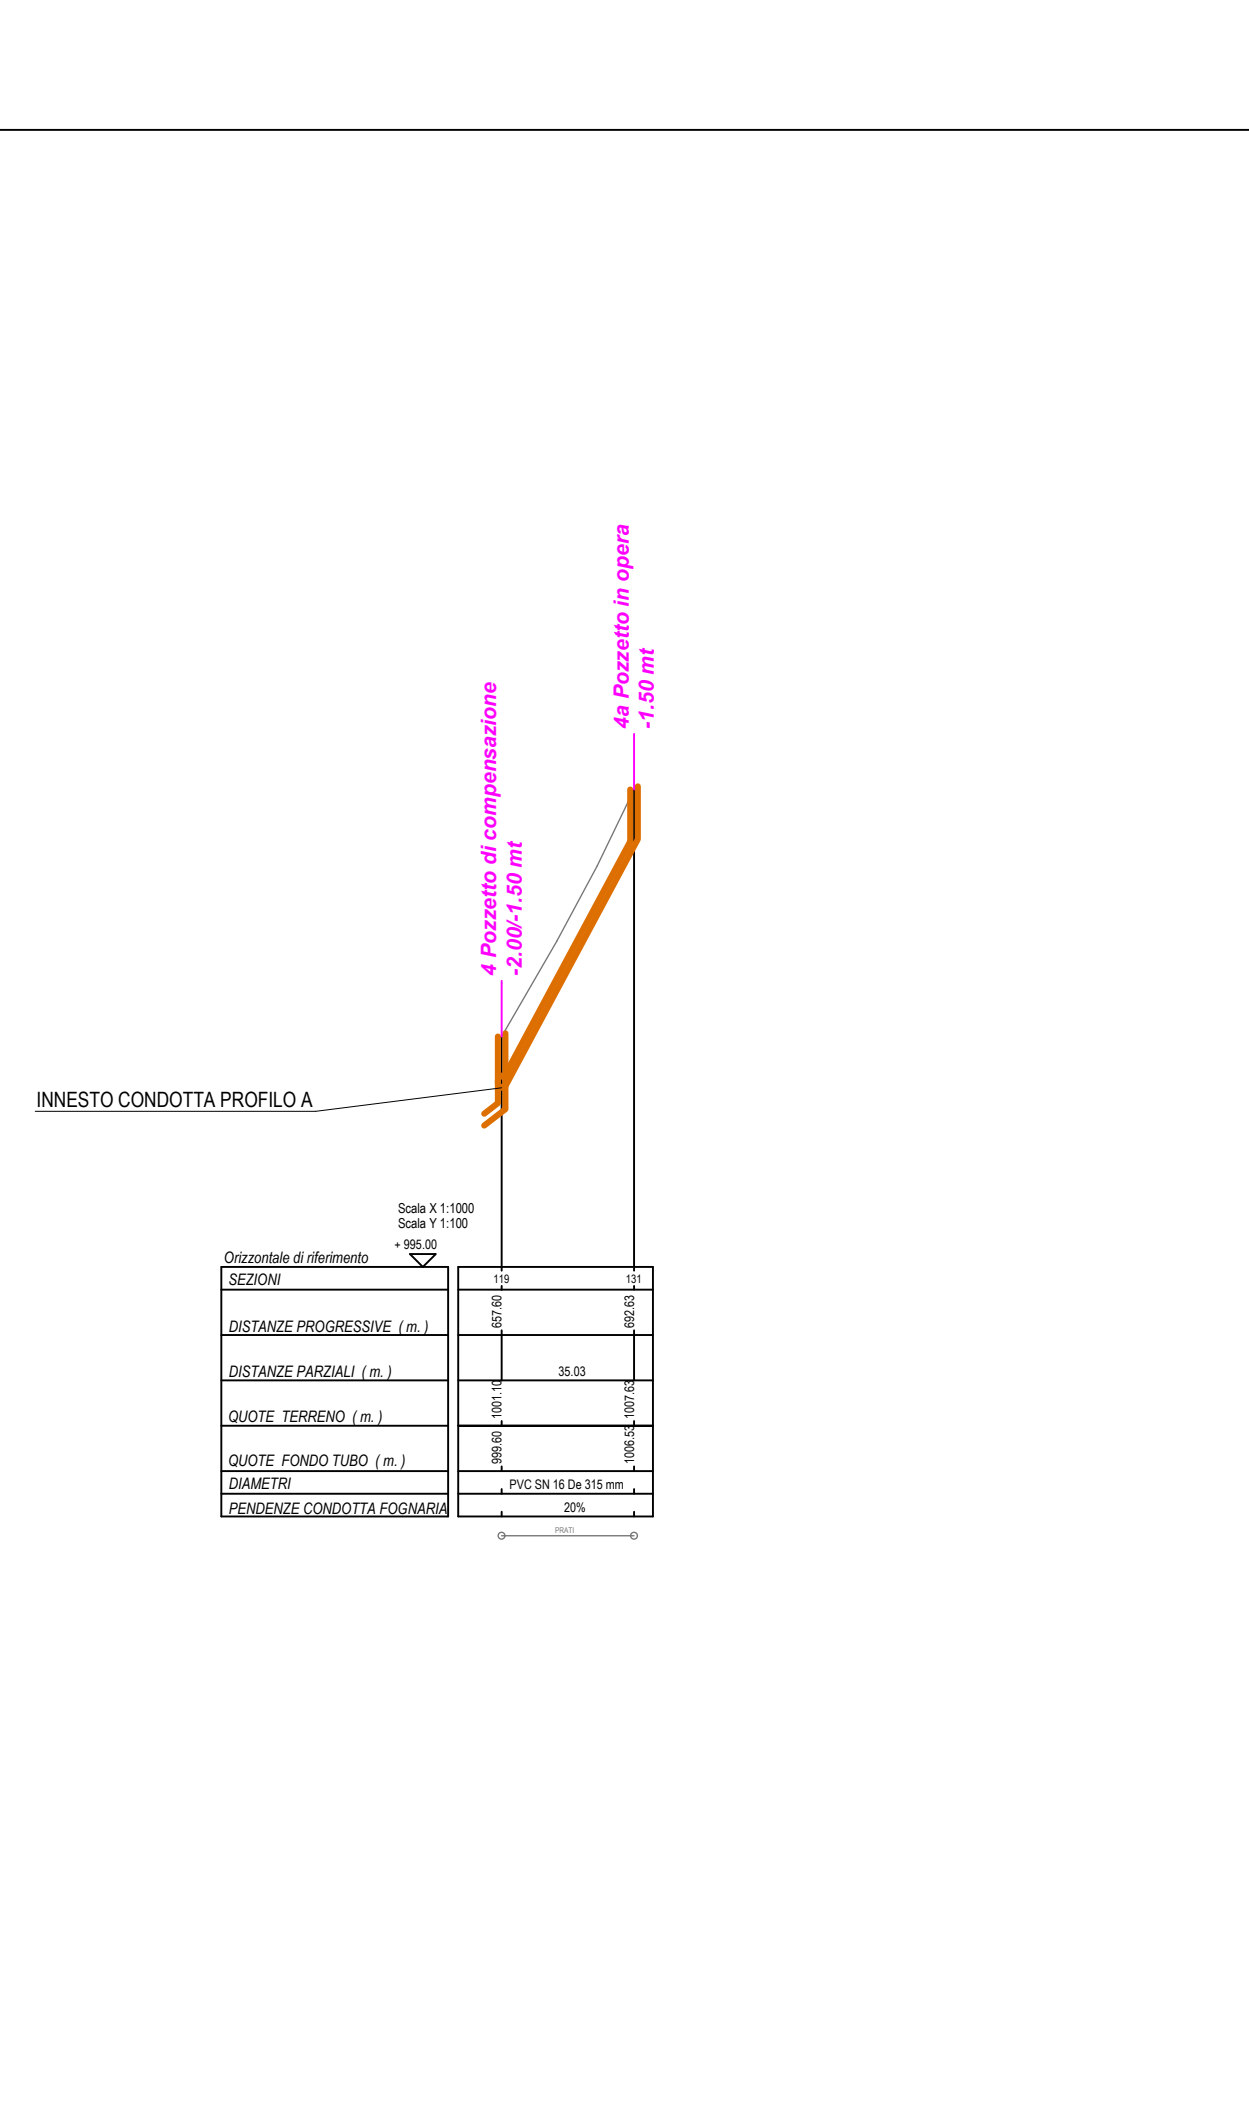 4a Pozzetto in opera
-1.50 mt
4 Pozzetto di compensazione
-2.00/-1.50 mt
INNESTO CONDOTTA PROFILO A
Scala X 1:1000
Scala Y 1:100
+ 995.00
Orizzontale di riferimento
SEZIONI 119 131
DISTANZE PROGRESSIVE ( m. ) 657.60 692.63
DISTANZE PARZIALI ( m. ) 35.03
QUOTE TERRENO ( m. ) 1001.10 1007.63
QUOTE FONDO TUBO ( m. ) 999.60 1006.53
DIAMETRI PVC SN 16 De 315 mm
PENDENZE CONDOTTA FOGNARIA 20%
PRATI